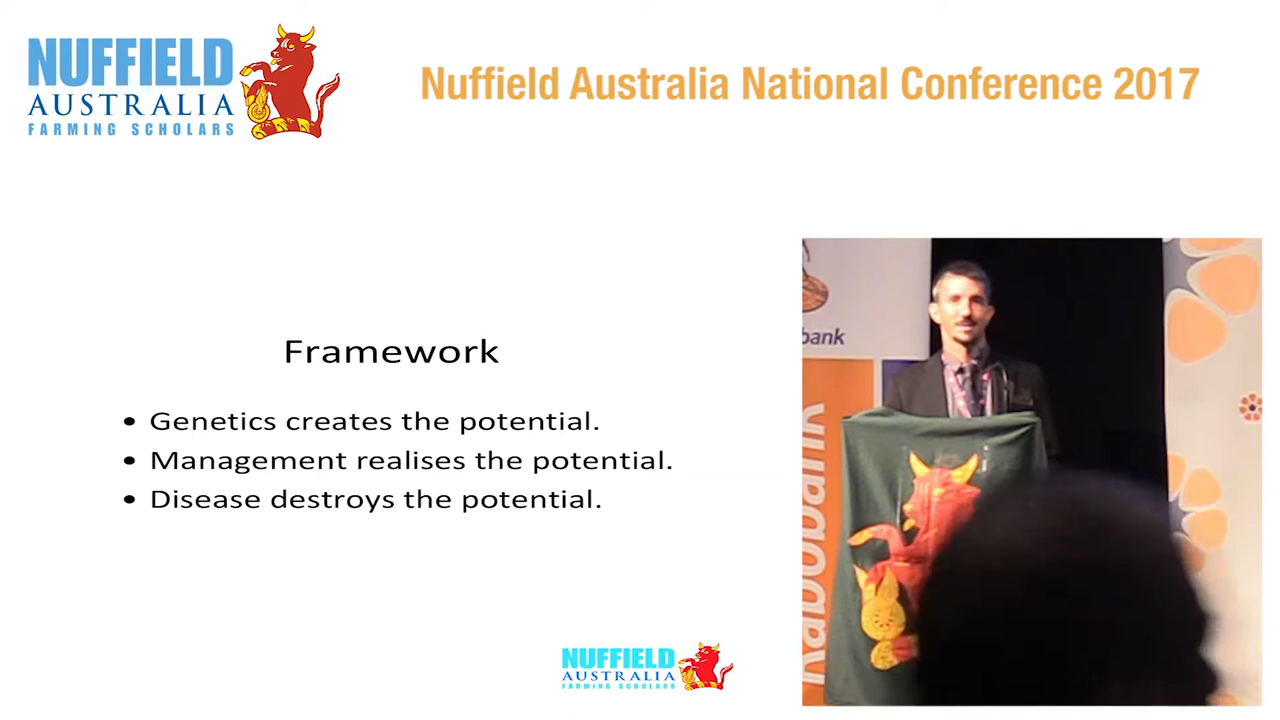 NUFFIELD
AUSTRALIA
FARMING SCHOLARS
Nuffield Australia National Conference 2017
Framework
• Genetics creates the potential.
• Management realises the potential.
• Disease destroys the potential.
bank
Rabobank
NUFFIELD
AUSTRALIA
FARMING SCHOLARS